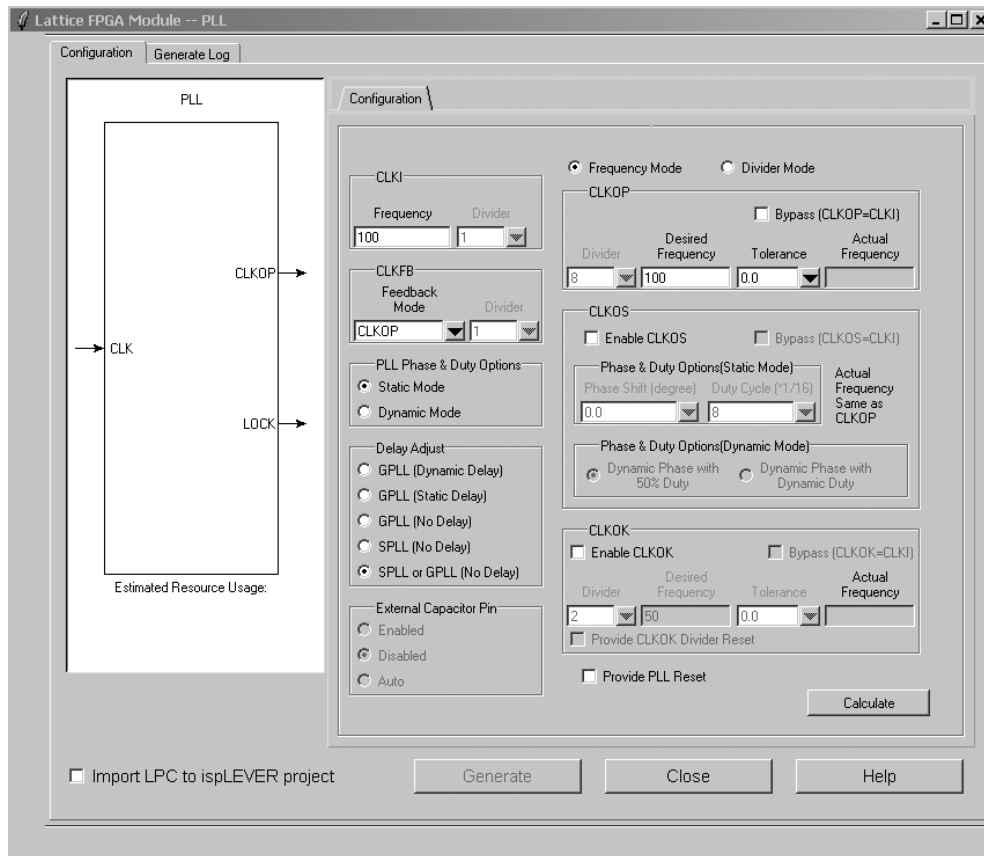 Lattice FPGA Module -- PLL
Configuration
Generate Log
PLL
CLKOP
CLK
LOCK
Estimated Resource Usage:
Configuration
CLKI
Frequency
Divider
100
1
CLKFB
Feedback
Mode
Divider
CLKOP
1
PLL Phase & Duty Options
Static Mode
Dynamic Mode
Delay Adjust
GPLL (Dynamic Delay)
GPLL (Static Delay)
GPLL (No Delay)
SPLL (No Delay)
SPLL or GPLL (No Delay)
External Capacitor Pin
Enabled
Disabled
Auto
Frequency Mode
Divider Mode
CLKOP
Bypass (CLKOP=CLKI)
Divider
Desired
Frequency
Tolerance
Actual
Frequency
8
100
0.0
CLKOS
Enable CLKOS
Bypass (CLKOS=CLKI)
Phase & Duty Options(Static Mode)
Phase Shift (degree)
Duty Cycle (*1/16)
0.0
8
Actual
Frequency
Same as
CLKOP
Phase & Duty Options(Dynamic Mode)
Dynamic Phase with
50% Duty
Dynamic Phase with
Dynamic Duty
CLKOK
Enable CLKOK
Bypass (CLKOK=CLKI)
Divider
Desired
Frequency
Tolerance
Actual
Frequency
2
50
0.0
Provide CLKOK Divider Reset
Provide PLL Reset
Calculate
Import LPC to ispLEVER project
Generate
Close
Help